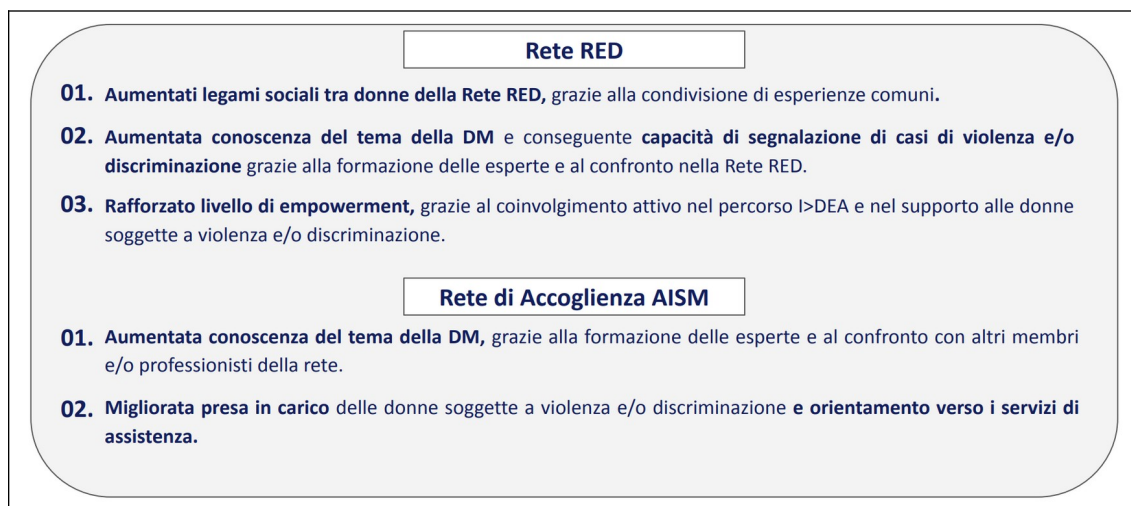 Rete RED
01. Aumentati legami sociali tra donne della Rete RED, grazie alla condivisione di esperienze comuni.
02. Aumentata conoscenza del tema della DM e conseguente capacità di segnalazione di casi di violenza e/o
discriminazione grazie alla formazione delle esperte e al confronto nella Rete RED.
03. Rafforzato livello di empowerment, grazie al coinvolgimento attivo nel percorso I>DEA e nel supporto alle donne
soggette a violenza e/o discriminazione.
Rete di Accoglienza AISM
01. Aumentata conoscenza del tema della DM, grazie alla formazione delle esperte e al confronto con altri membri
e/o professionisti della rete.
02. Migliorata presa in carico delle donne soggette a violenza e/o discriminazione e orientamento verso i servizi di
assistenza.